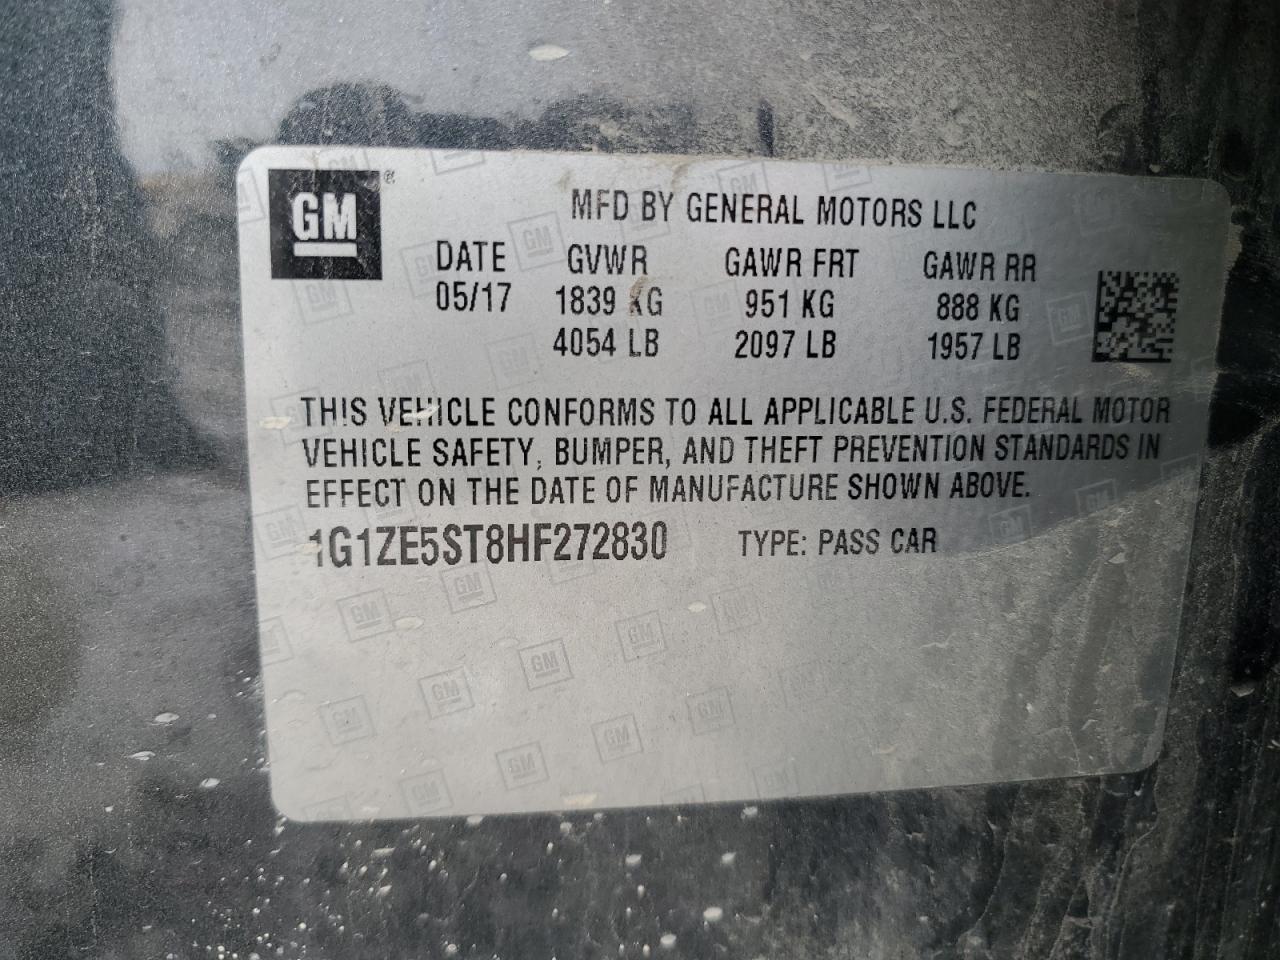 GM ®
MFD BY GENERAL MOTORS LLC
DATE GVWR GAWR FRT GAWR RR
05/17 1839 KG 951 KG 888 KG
4054 LB 2097 LB 1957 LB
THIS VEHICLE CONFORMS TO ALL APPLICABLE U.S. FEDERAL MOTOR
VEHICLE SAFETY, BUMPER, AND THEFT PREVENTION STANDARDS IN
EFFECT ON THE DATE OF MANUFACTURE SHOWN ABOVE.
1G1ZE5ST8HF272830 TYPE: PASS CAR